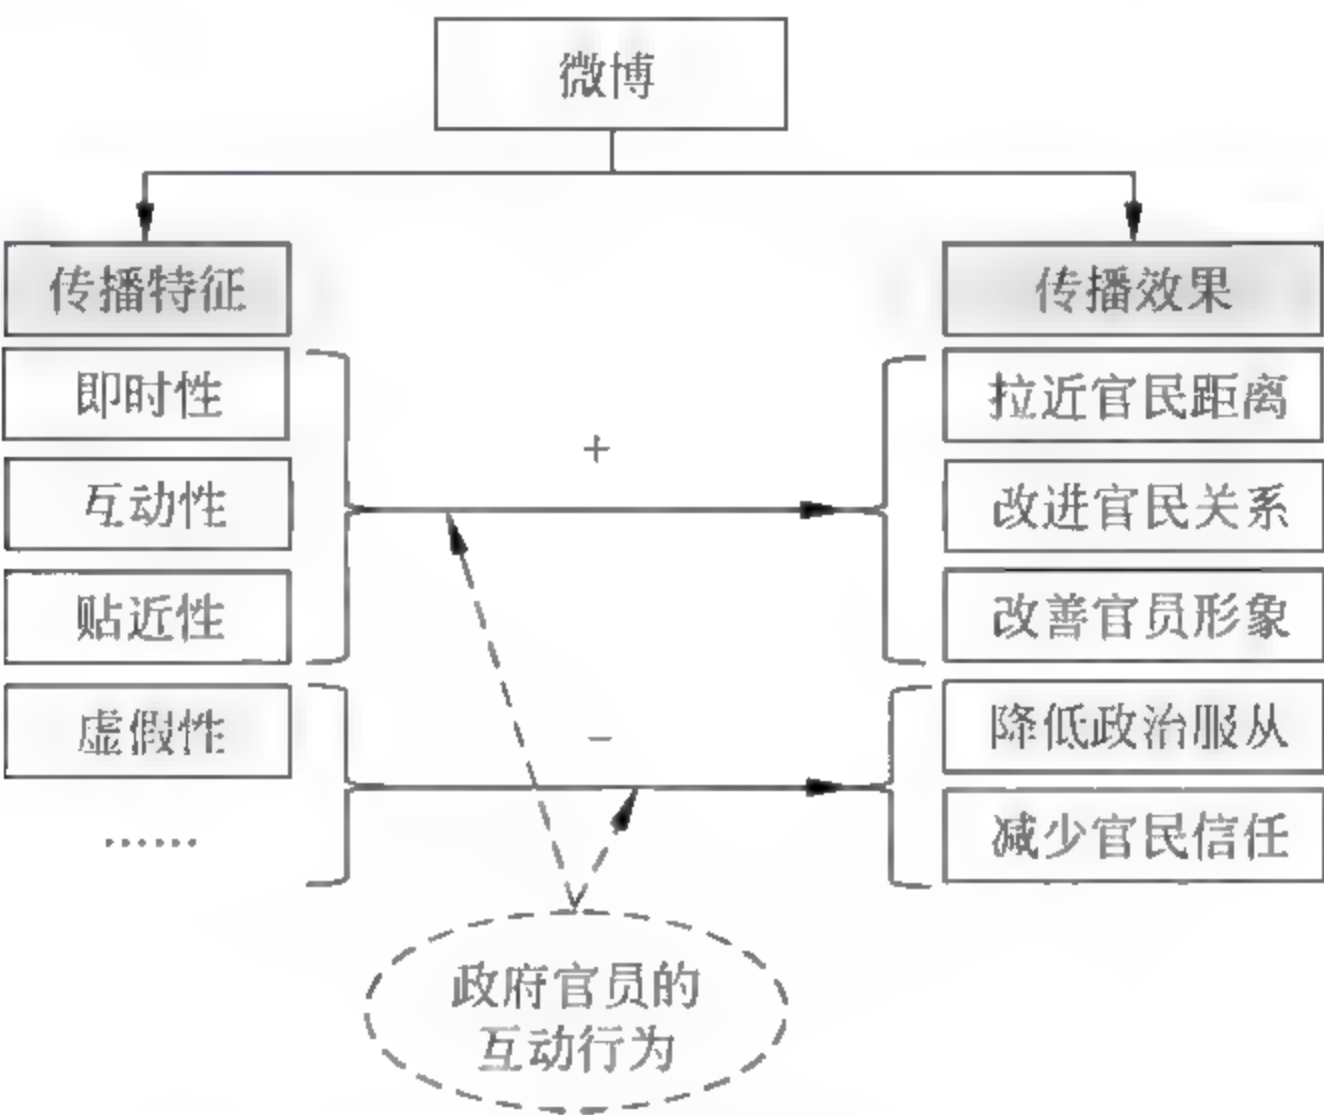 微博
传播特征
传播效果
即时性
拉近官民距离
+
互动性
改进官民关系
贴近性
改善官员形象
虚假性
−
降低政治服从
……
减少官民信任
政府官员的
互动行为